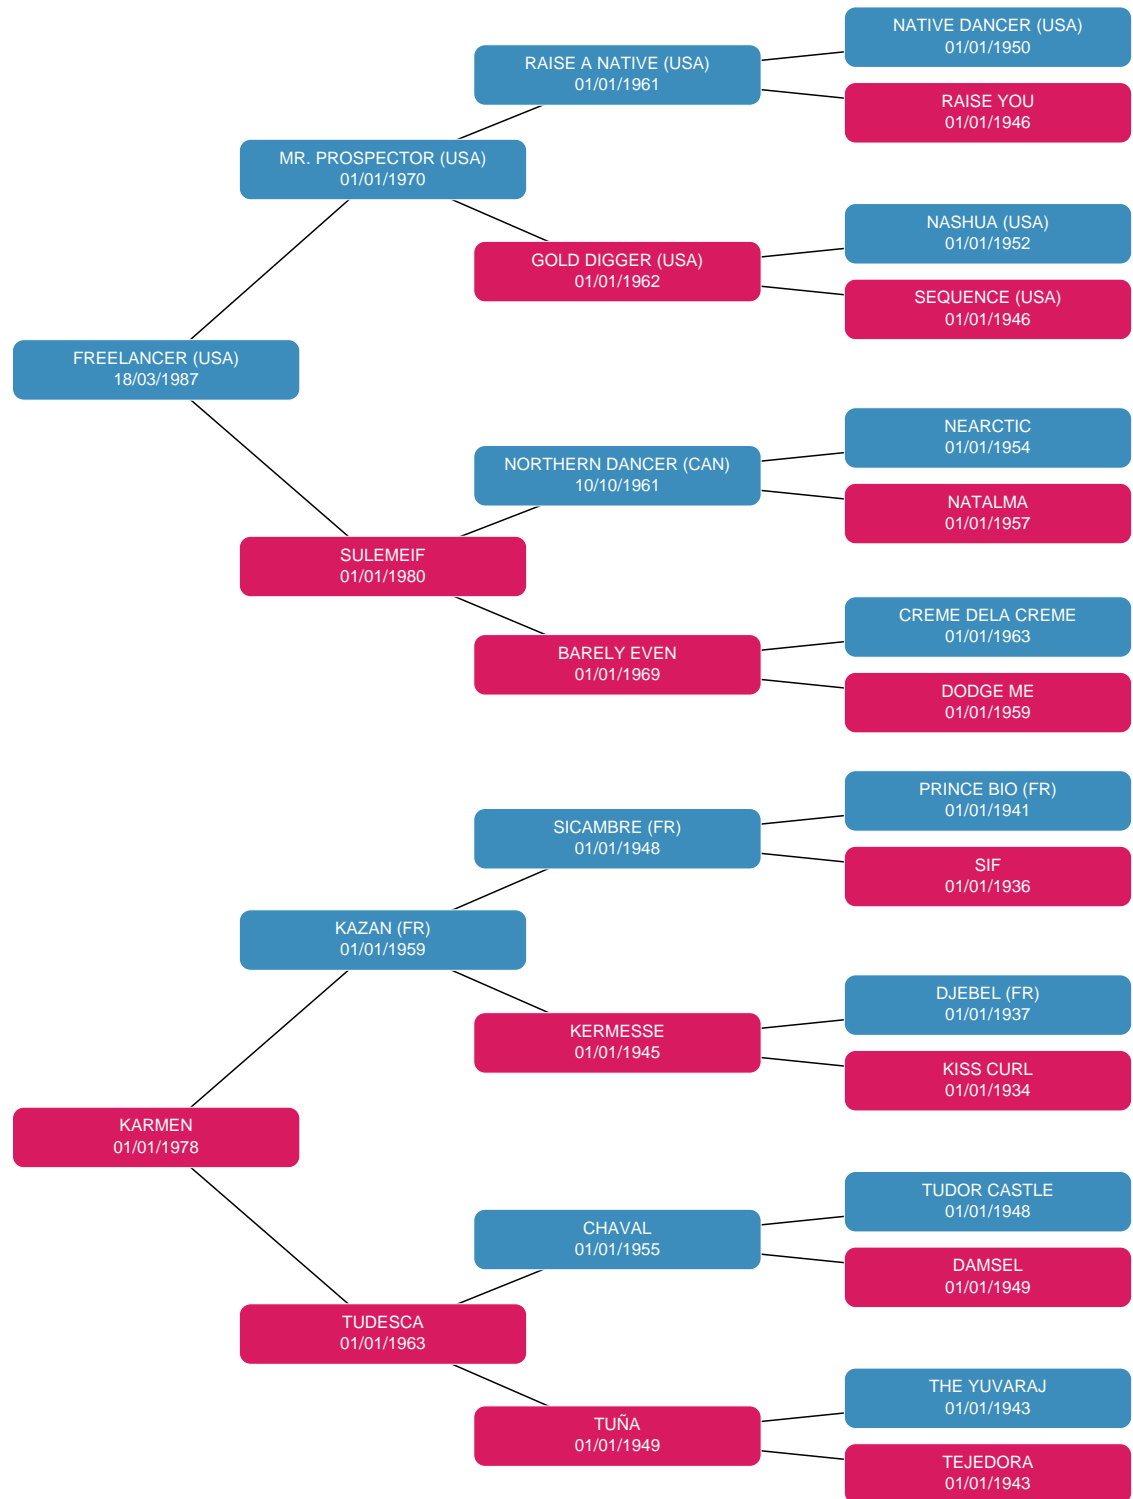 NATIVE DANCER (USA)
01/01/1950
RAISE A NATIVE (USA)
01/01/1961
RAISE YOU
01/01/1946
MR. PROSPECTOR (USA)
01/01/1970
NASHUA (USA)
01/01/1952
GOLD DIGGER (USA)
01/01/1962
SEQUENCE (USA)
01/01/1946
FREELANCER (USA)
18/03/1987
NEARCTIC
01/01/1954
NORTHERN DANCER (CAN)
10/10/1961
NATALMA
01/01/1957
SULEMEIF
01/01/1980
CREME DELA CREME
01/01/1963
BARELY EVEN
01/01/1969
DODGE ME
01/01/1959
PRINCE BIO (FR)
01/01/1941
SICAMBRE (FR)
01/01/1948
SIF
01/01/1936
KAZAN (FR)
01/01/1959
DJEBEL (FR)
01/01/1937
KERMESSE
01/01/1945
KISS CURL
01/01/1934
KARMEN
01/01/1978
TUDOR CASTLE
01/01/1948
CHAVAL
01/01/1955
DAMSEL
01/01/1949
TUDESCA
01/01/1963
THE YUVARAJ
01/01/1943
TUÑA
01/01/1949
TEJEDORA
01/01/1943